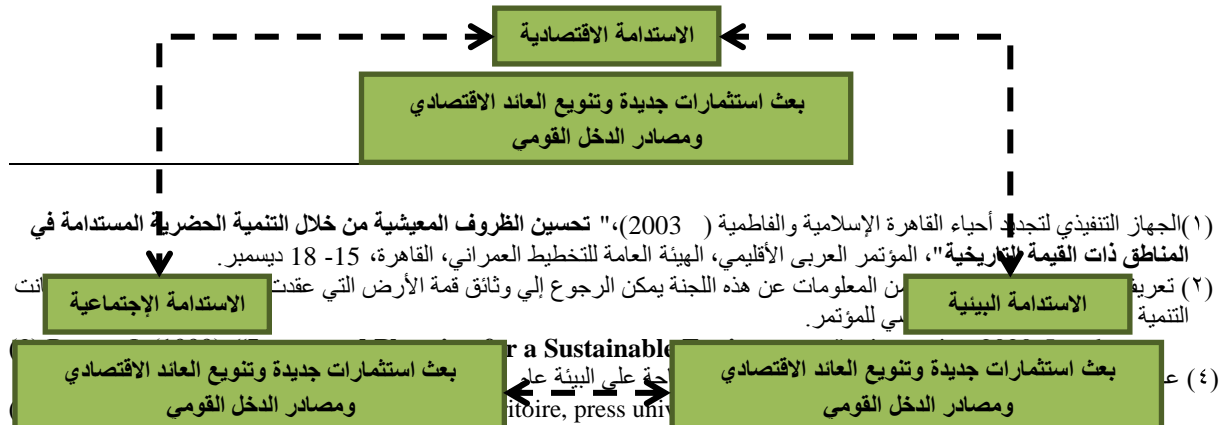 الاستدامة الاقتصادية
بعث استثمارات جديدة وتنويع العائد الاقتصادي
ومصادر الدخل القومي
(١)الجهاز التنفيذي لتجديد أحياء القاهرة الإسلامية والفاطمية ( 2003)،" تحسين الظروف المعيشية من خلال التنمية الحضرية المستدامة في
المناطق ذات القيمة التاريخية"، المؤتمر العربى الأقليمي، الهيئة العامة للتخطيط العمراني، القاهرة، 15- 18 ديسمبر.
(٢) من المعلومات عن هذه اللجنة يمكن الرجوع إلي وثائق قمة الأرض التي عقدت
التنمية للمؤتمر.
الاستدامة البيئية
الاستدامة الإجتماعية
r a Sustainable
بعث استثمارات جديدة وتنويع العائد الاقتصادي
ومصادر الدخل القومي
بعث استثمارات جديدة وتنويع العائد الاقتصادي
ومصادر الدخل القومي
(٤) على البيئة
itoire, press univ